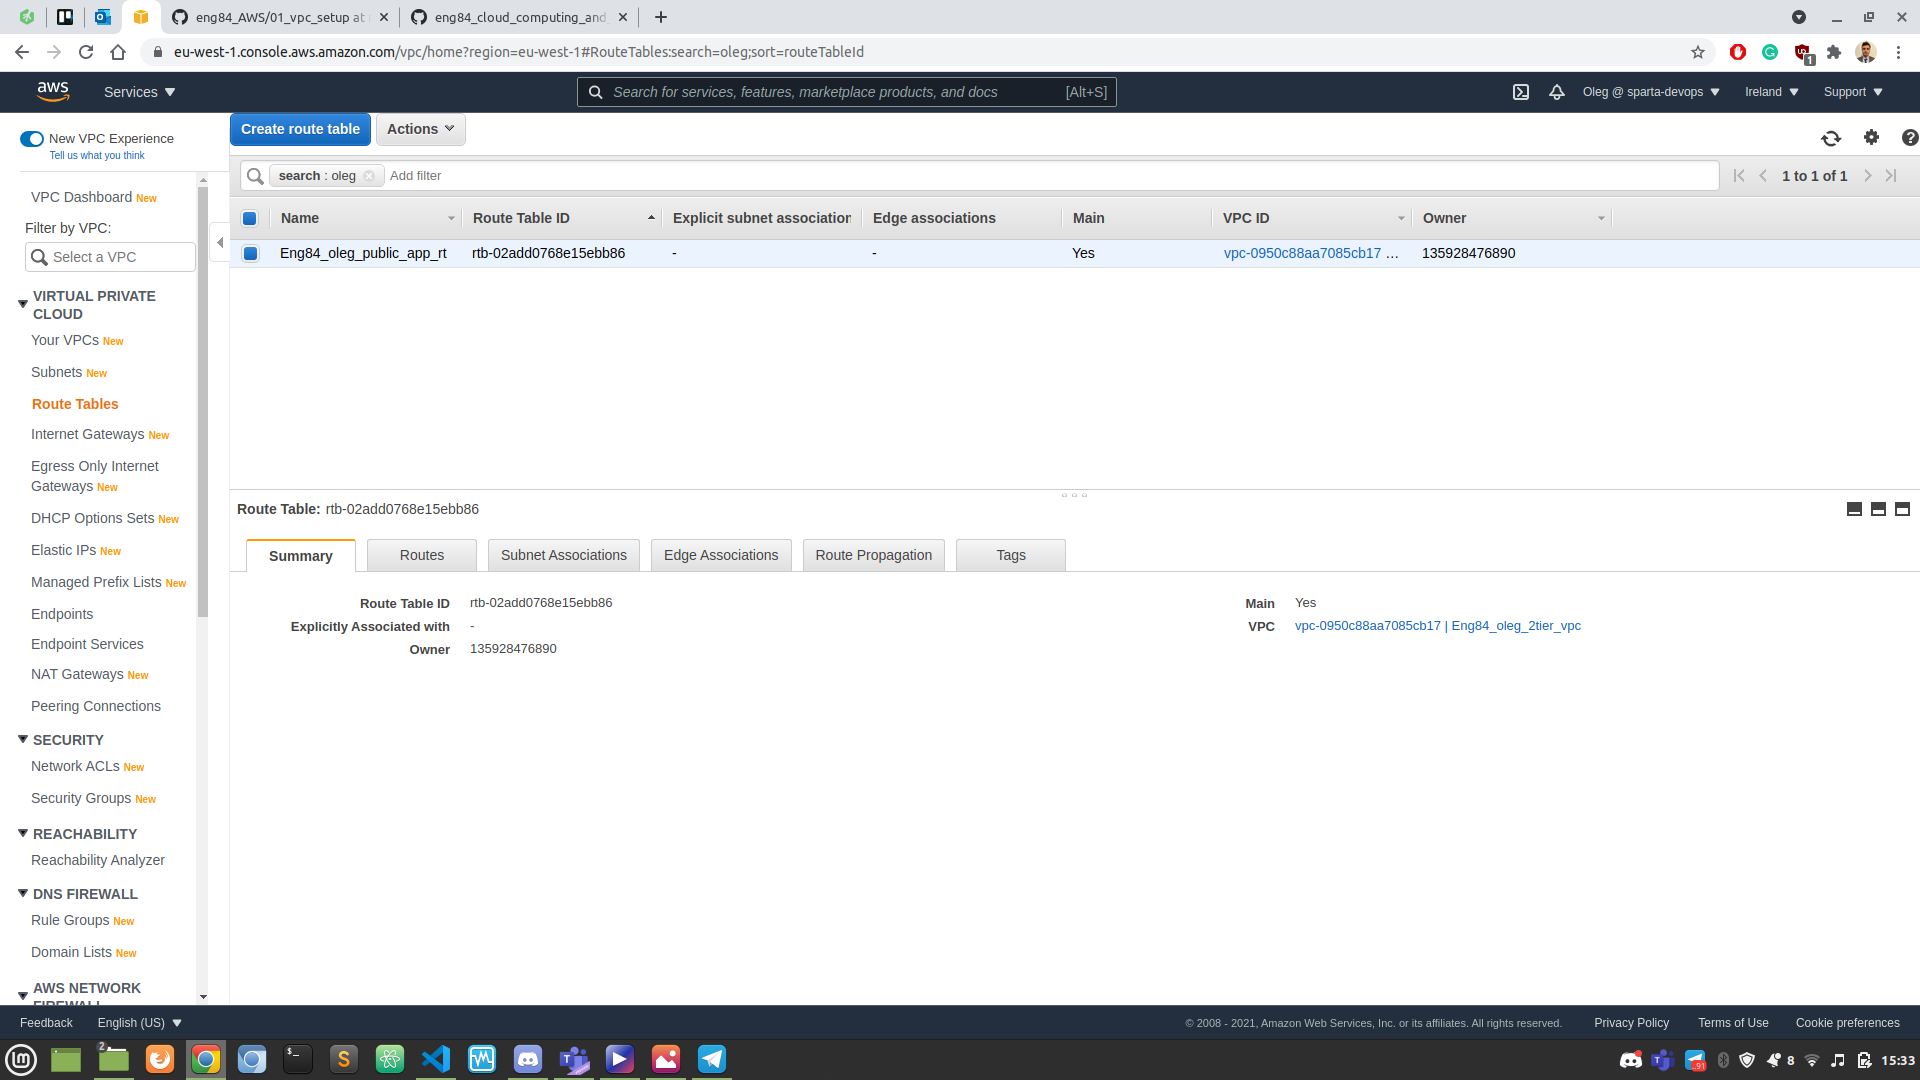 eng84_AWS/01_vpc_setup at
eng84_cloud_computing_and_
eu-west-1.console.aws.amazon.com/vpc/home?region=eu-west-1#RouteTables:search=oleg;sort=routeTableId
1
aws
Services
Search for services, features, marketplace products, and docs
[Alt+S]
Oleg @ sparta-devops
Ireland
Support
New VPC Experience
Tell us what you think
Create route table
Actions
search : oleg
Add filter
1 to 1 of 1
Name
Route Table ID
Explicit subnet association
Edge associations
Main
VPC ID
Owner
Eng84_oleg_public_app_rt
rtb-02add0768e15ebb86
-
-
Yes
vpc-0950c88aa7085cb17 ...
135928476890
VPC Dashboard New
Filter by VPC:
Select a VPC
VIRTUAL PRIVATE
CLOUD
Your VPCs New
Subnets New
Route Tables
Internet Gateways New
Egress Only Internet
Gateways New
DHCP Options Sets New
Elastic IPs New
Managed Prefix Lists New
Endpoints
Endpoint Services
NAT Gateways New
Peering Connections
SECURITY
Network ACLs New
Security Groups New
REACHABILITY
Reachability Analyzer
DNS FIREWALL
Rule Groups New
Domain Lists New
AWS NETWORK
FIREWALL
Route Table: rtb-02add0768e15ebb86
Summary
Routes
Subnet Associations
Edge Associations
Route Propagation
Tags
Route Table ID
rtb-02add0768e15ebb86
Explicitly Associated with
-
Owner
135928476890
Main
Yes
VPC
vpc-0950c88aa7085cb17 | Eng84_oleg_2tier_vpc
Feedback
English (US)
© 2008 - 2021, Amazon Web Services, Inc. or its affiliates. All rights reserved.
Privacy Policy
Terms of Use
Cookie preferences
2
91
8
15:33